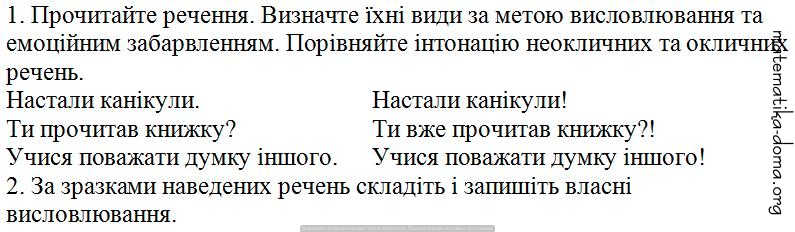 1. Прочитайте речення. Визначте їхні види за метою висловлювання та
емоційним забарвленням. Порівняйте інтонацію неокличних та окличних
речень.
Настали канікули. Настали канікули!
Ти прочитав книжку? Ти вже прочитав книжку?!
Учися поважати думку іншого. Учися поважати думку іншого!
2. За зразками наведених речень складіть і запишіть власні
висловлювання.
matematika-doma.org